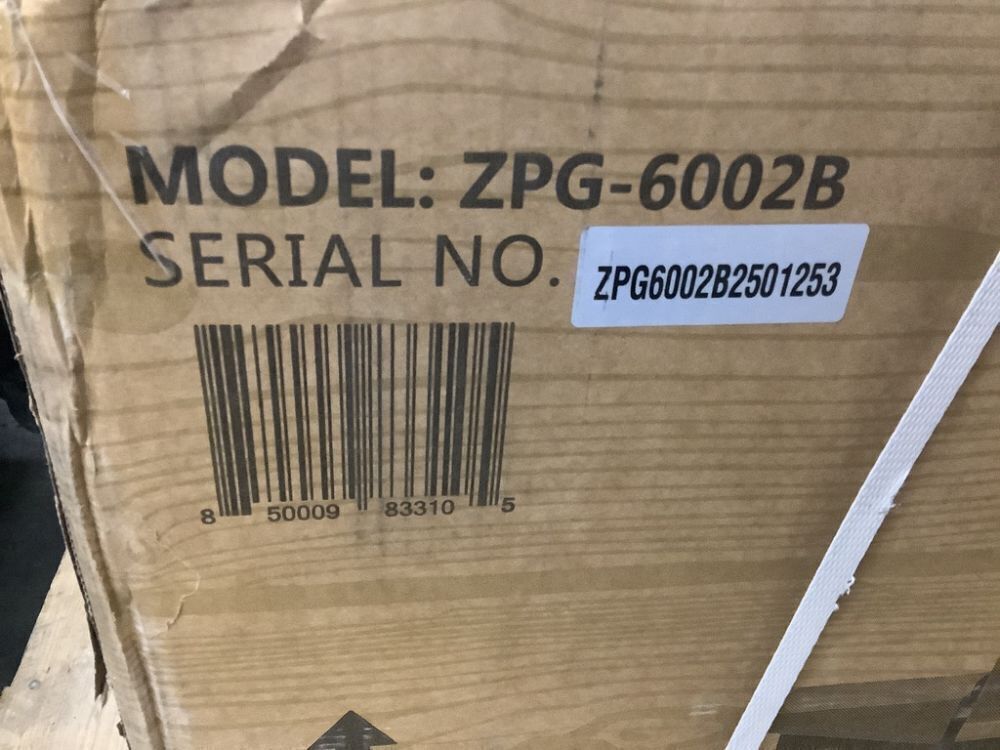 MODEL: ZPG-6002B
SERIAL NO. ZPG6002B2501253
8 50009 83310 5